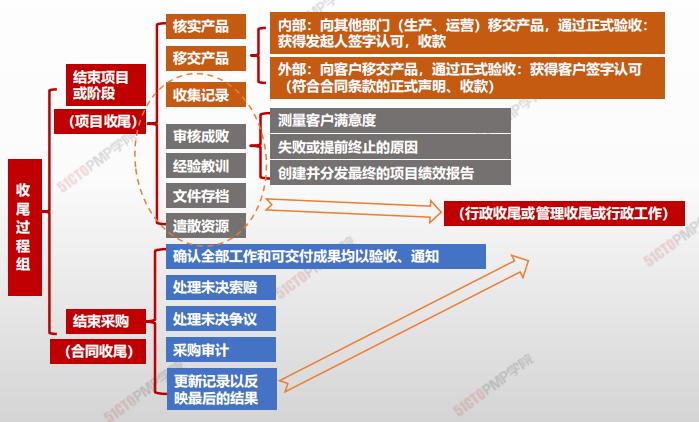 收
尾
过
程
组
结束项目
或阶段
（项目收尾）
核实产品
移交产品
内部：向其他部门（生产、运营）移交产品，通过正式验收：
获得发起人签字认可，收款
外部：向客户移交产品，通过正式验收：获得客户签字认可
（符合合同条款的正式声明、收款）
收集记录
审核成败
测量客户满意度
失败或提前终止的原因
创建并分发最终的项目绩效报告
经验教训
文件存档
遣散资源
（行政收尾或管理收尾或行政工作）
结束采购
（合同收尾）
确认全部工作和可交付成果均以验收、通知
处理未决索赔
处理未决争议
采购审计
更新记录以反
映最后的结果
51CTOPMP学院
51CTOPMP学院
51CTOPMP学院
51CTOPMP学院
51CTOPMP学院